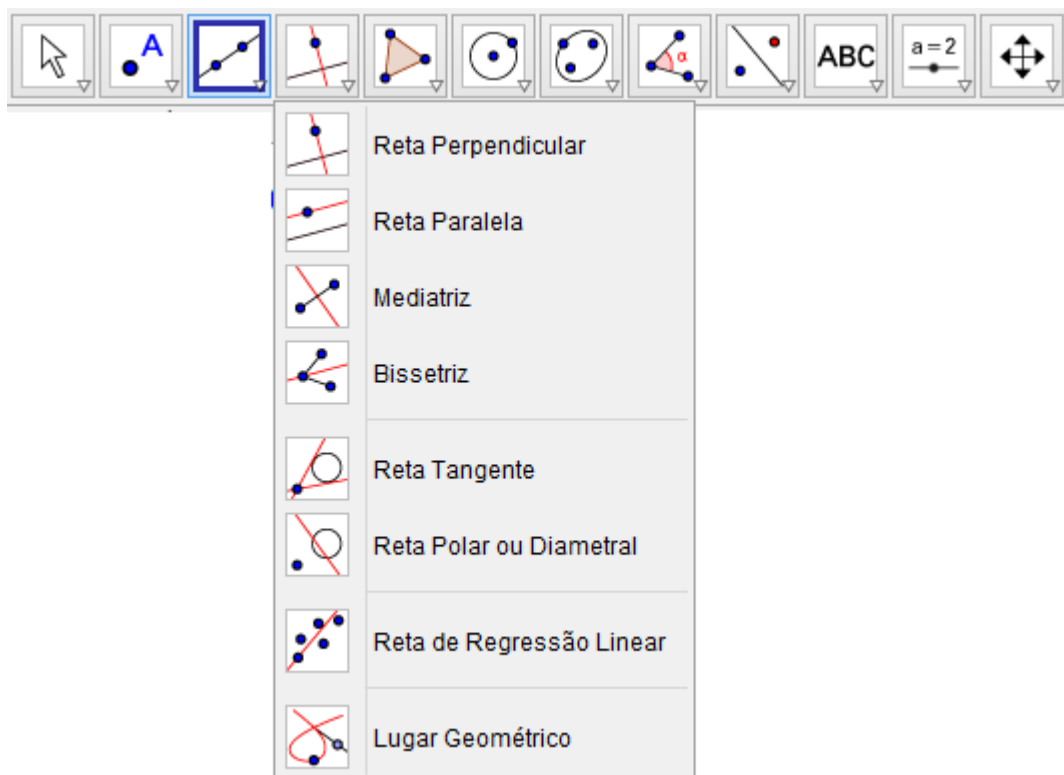 A
α
ABC
a = 2
Reta Perpendicular
Reta Paralela
Mediatriz
Bissetriz
Reta Tangente
Reta Polar ou Diametral
Reta de Regressão Linear
Lugar Geométrico